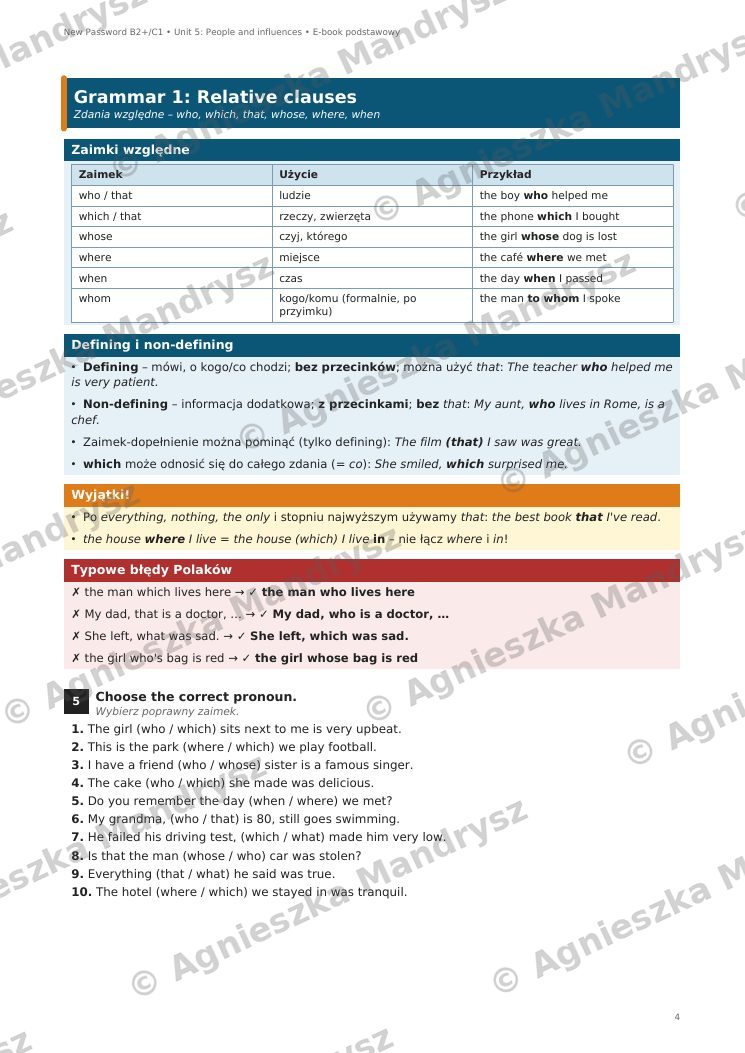 New Password B2+/C1 • Unit 5: People and influences • E-book podstawowy
Grammar 1: Relative clauses
Zdania względne – who, which, that, whose, where, when
Zaimki względne
Zaimek Użycie Przykład
who / that ludzie the boy who helped me
which / that rzeczy, zwierzęta the phone which I bought
whose czyj, którego the girl whose dog is lost
where miejsce the café where we met
when czas the day when I passed
whom kogo/komu (formalnie, po przyimku) the man to whom I spoke
Defining i non-defining
• Defining – mówi, o kogo/co chodzi; bez przecinków; można użyć that: The teacher who helped me
is very patient.
• Non-defining – informacja dodatkowa; z przecinkami; bez that: My aunt, who lives in Rome, is a
chef.
• Zaimek-dopełnienie można pominąć (tylko defining): The film (that) I saw was great.
• which może odnosić się do całego zdania (= co): She smiled, which surprised me.
Wyjątki!
• Po everything, nothing, the only i stopniu najwyższym używamy that: the best book that I've read.
• the house where I live = the house (which) I live in – nie łącz where i in!
Typowe błędy Polaków
✗ the man which lives here → ✓ the man who lives here
✗ My dad, that is a doctor, … → ✓ My dad, who is a doctor, …
✗ She left, what was sad. → ✓ She left, which was sad.
✗ the girl who's bag is red → ✓ the girl whose bag is red
5 Choose the correct pronoun.
Wybierz poprawny zaimek.
1. The girl (who / which) sits next to me is very upbeat.
2. This is the park (where / which) we play football.
3. I have a friend (who / whose) sister is a famous singer.
4. The cake (who / which) she made was delicious.
5. Do you remember the day (when / where) we met?
6. My grandma, (who / that) is 80, still goes swimming.
7. He failed his driving test, (which / what) made him very low.
8. Is that the man (whose / who) car was stolen?
9. Everything (that / what) he said was true.
10. The hotel (where / which) we stayed in was tranquil.
4
© Agnieszka Mandrysz